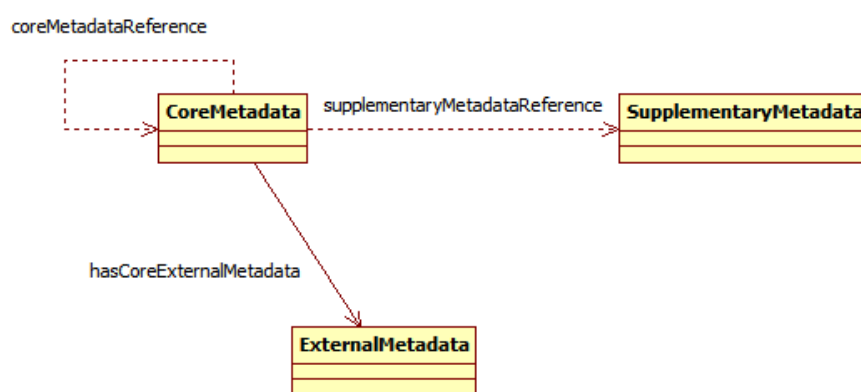 coreMetadataReference
CoreMetadata
supplementaryMetadataReference
SupplementaryMetadata
hasCoreExternalMetadata
ExternalMetadata